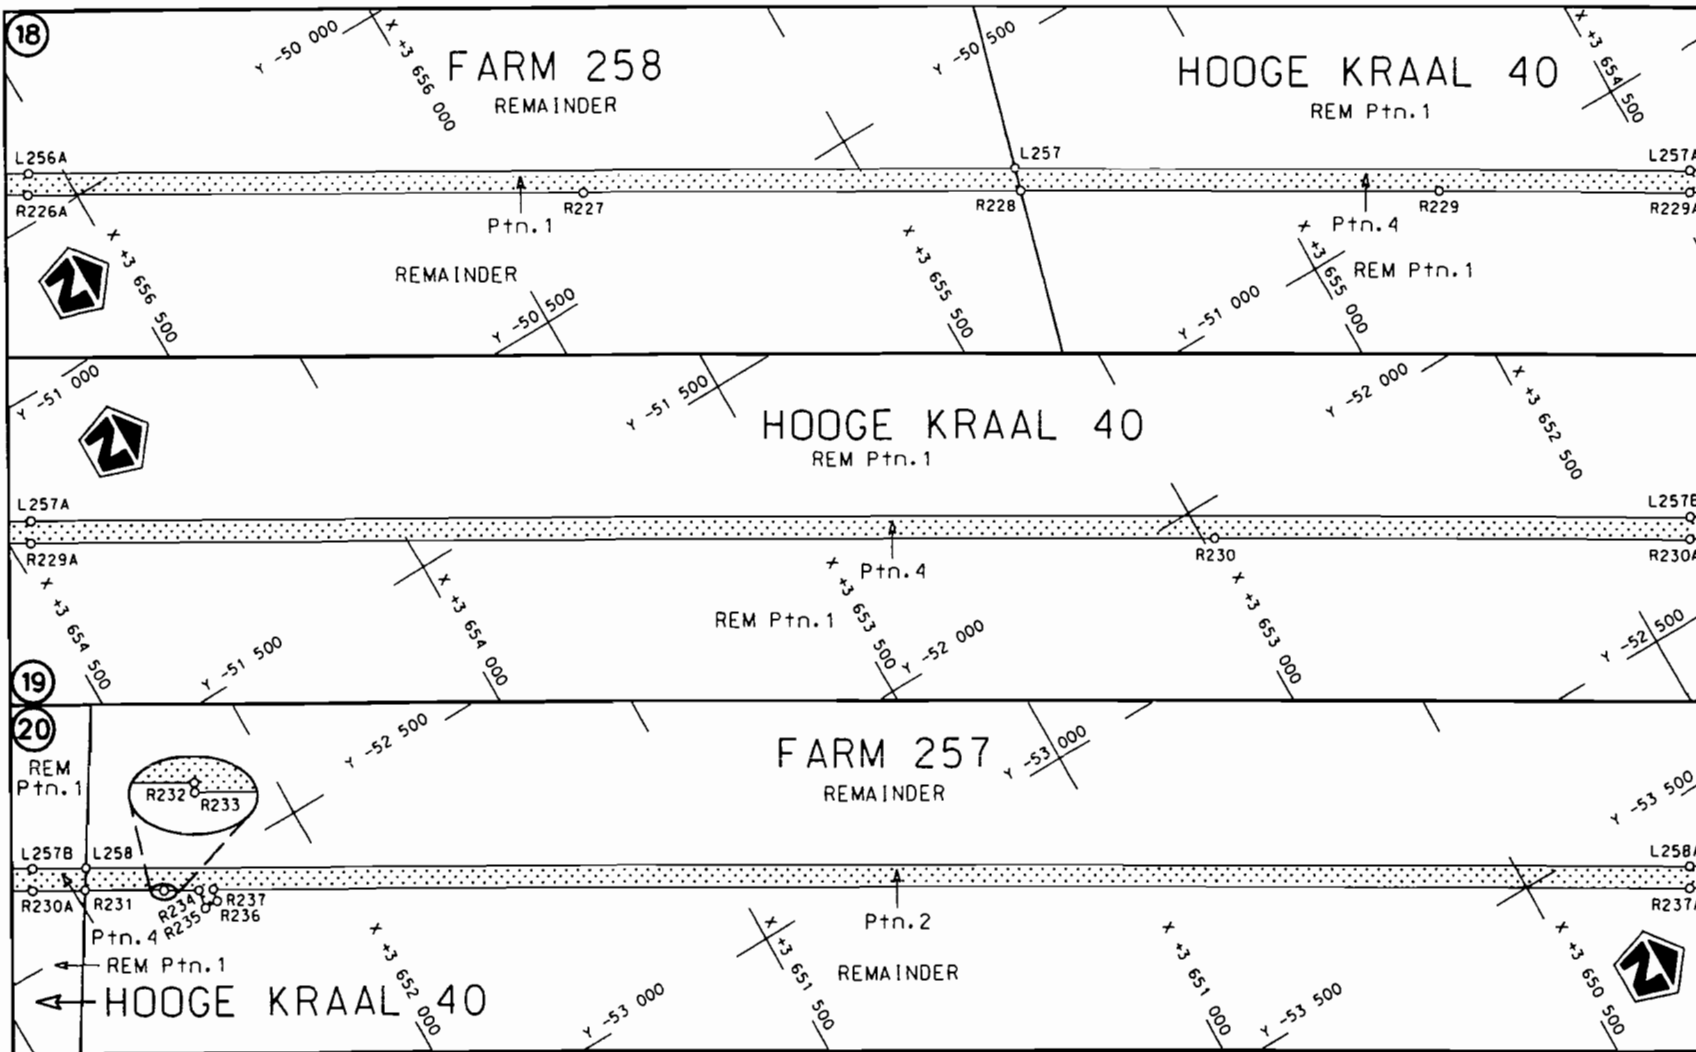 18
Y -50 000
X +3 656 000
FARM 258
REMAINDER
Y -50 500
HOOGE KRAAL 40
REM Ptn.1
X +3 654 500
L256A
L257
L257A
R226A
R227
R228
R229
R229A
Ptn.1
Ptn.4
X +3 656 500
REMAINDER
Y -50 500
X +3 655 500
Y -51 000
X +3 655 000
REM Ptn.1
N
Y -51 000
Y -51 500
HOOGE KRAAL 40
REM Ptn.1
Y -52 000
X +3 652 500
N
L257A
L257B
R229A
R230
R230A
Ptn.4
X +3 654 500
Y -51 500
X +3 654 000
REM Ptn.1
X +3 653 500
Y -52 000
X +3 653 000
Y -52 500
19
20
REM
Ptn.1
Y -52 500
FARM 257
REMAINDER
Y -53 000
Y -53 500
R232
R233
L257B
L258
L258A
R230A
R231
R234
R235
R237
R236
R237A
Ptn.4
Ptn.2
REM Ptn.1
HOOGE KRAAL 40
X +3 652 000
Y -53 000
X +3 651 500
REMAINDER
X +3 651 000
Y -53 500
X +3 650 500
N